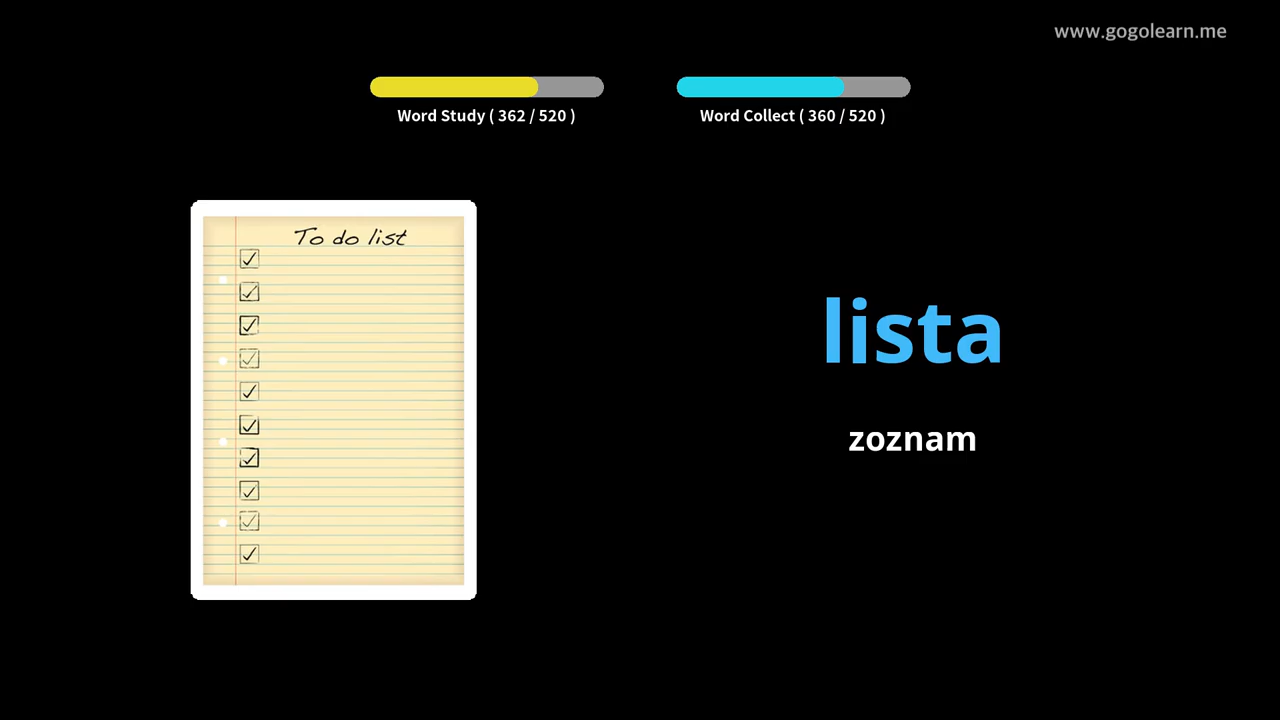 www.gogolearn.me
Word Study ( 362 / 520 )
Word Collect ( 360 / 520 )
To do list
lista
zoznam